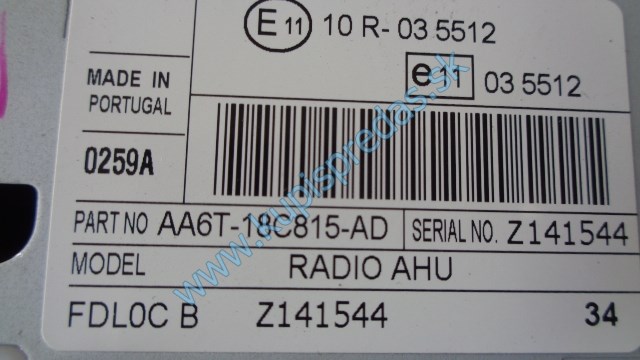 E 11 10 R- 03 5512
e 11 03 5512
MADE IN
PORTUGAL
0259A
PART NO AA6T-18C815-AD SERIAL NO. Z141544
MODEL RADIO AHU
FDL0C B Z141544 34
www.kupispredas.sk